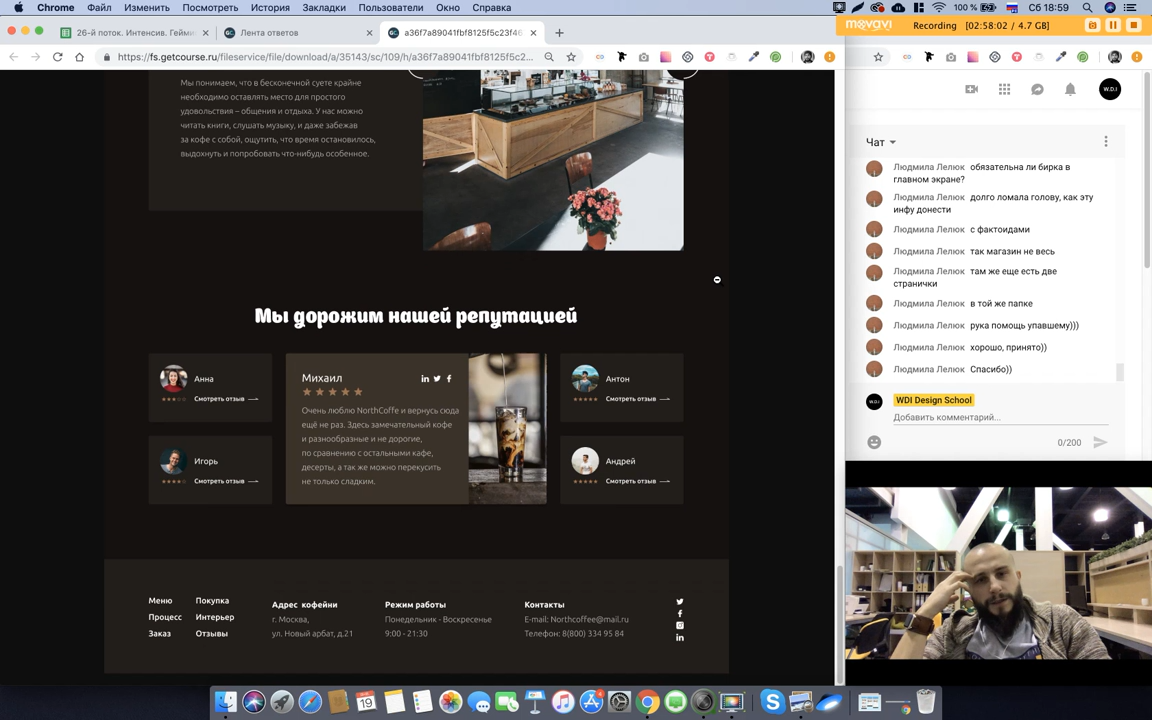 Chrome Файл Изменить Посмотреть История Закладки Пользователи Окно Справка
100 % Сб 18:59
26-й поток. Интенсив. Гейми
Лента ответов
a36f7a89041fbf8125f5c23f46
movavi Recording [02:58:02 / 4.7 GB]
https://fs.getcourse.ru/fileservice/file/download/a/35143/sc/109/h/a36f7a89041fbf8125f5c2...
Мы понимаем, что в бесконечной суете крайне
необходимо оставлять место для простого
удовольствия – общения и отдыха. У нас можно
читать книги, слушать музыку, и даже забежав
за кофе с собой, ощутить, что время остановилось,
выдохнуть и попробовать что-нибудь особенное.
Мы дорожим нашей репутацией
Анна
Смотреть отзыв
Игорь
Смотреть отзыв
Михаил
Очень люблю NorthCoffe и вернусь сюда
ещё не раз. Здесь замечательный кофе
и разнообразные и не дорогие,
по сравнению с остальными кафе,
десерты, а так же можно перекусить
не только сладким.
Антон
Смотреть отзыв
Андрей
Смотреть отзыв
Меню Покупка
Процесс Интерьер
Заказ Отзывы
Адрес кофейни
г. Москва,
ул. Новый арбат, д.21
Режим работы
Понедельник - Воскресенье
9:00 - 21:30
Контакты
E-mail: Northcoffee@mail.ru
Телефон: 8(800) 334 95 84
W.D.I
Чат
Людмила Лелюк обязательна ли бирка в
главном экране?
Людмила Лелюк долго ломала голову, как эту
инфу донести
Людмила Лелюк с фактоидами
Людмила Лелюк так магазин не весь
Людмила Лелюк там же еще есть две
странички
Людмила Лелюк в той же папке
Людмила Лелюк рука помощь упавшему)))
Людмила Лелюк хорошо, принято))
Людмила Лелюк Спасибо))
W.D.I WDI Design School
Добавить комментарий...
0/200